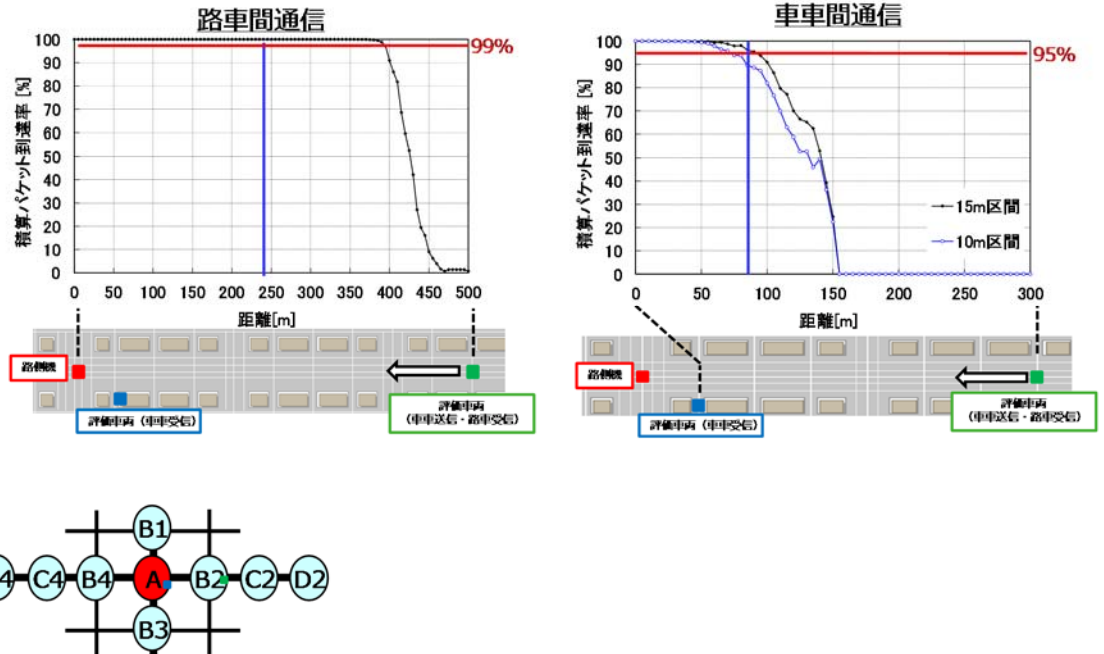 路車間通信
車車間通信
積算パケット到達率 [%]
100
90
80
70
60
50
40
30
20
10
0
99%
0 50 100 150 200 250 300 350 400 450 500
距離[m]
積算パケット到達率 [%]
100
90
80
70
60
50
40
30
20
10
0
95%
15m区間
10m区間
0 50 100 150 200 250 300
距離[m]
路側機
評価車両（車車受信）
評価車両
（車車送信・路車受信）
路側機
評価車両（車車受信）
評価車両
（車車送信・路車受信）
B1
4 C4 B4 A B2 C2 D2
B3